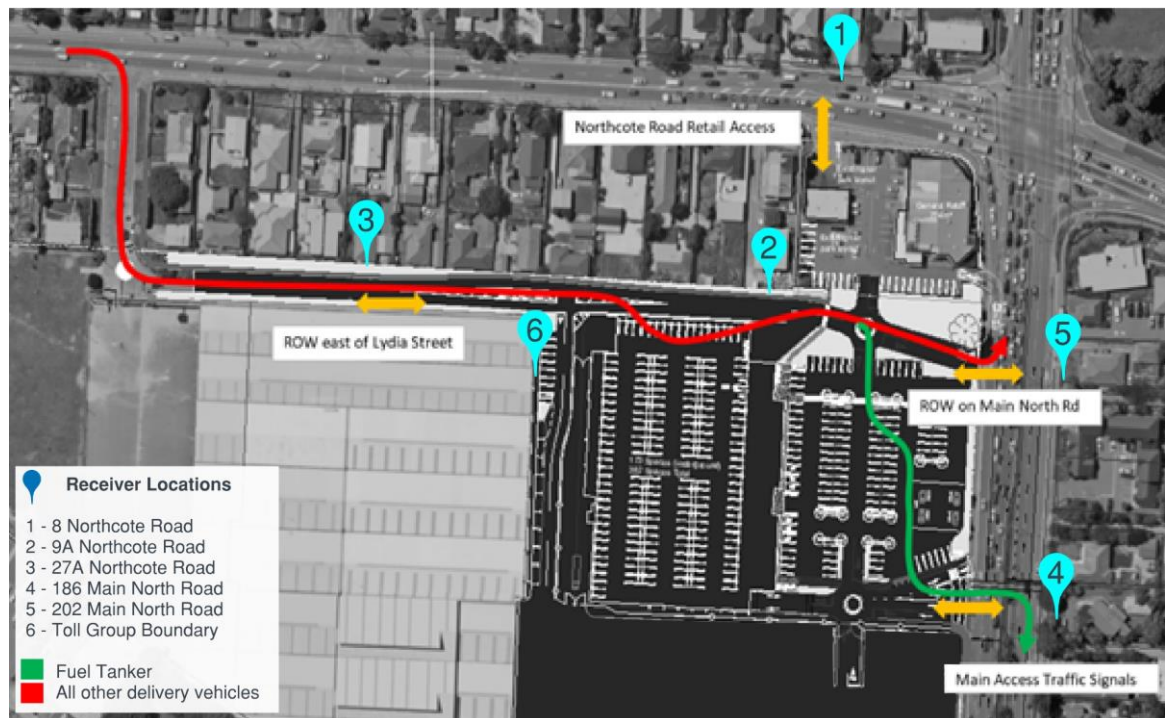 1
Northcote Road Retail Access
3
2
ROW east of Lydia Street
6
5
ROW on Main North Rd
Receiver Locations
1 - 8 Northcote Road
2 - 9A Northcote Road
3 - 27A Northcote Road
4 - 186 Main North Road
5 - 202 Main North Road
6 - Toll Group Boundary
4
Fuel Tanker
All other delivery vehicles
Main Access Traffic Signals